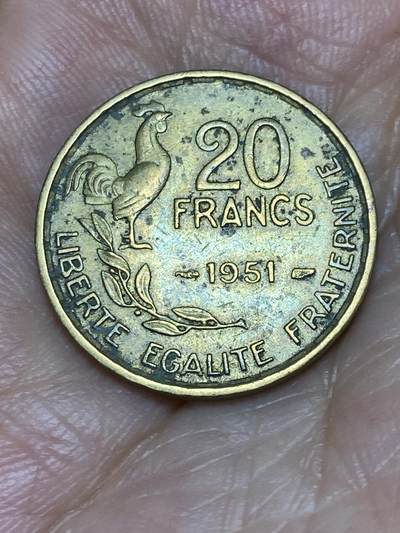 20
FRANCS
1951
LIBERTE EGALITE FRATERNITE